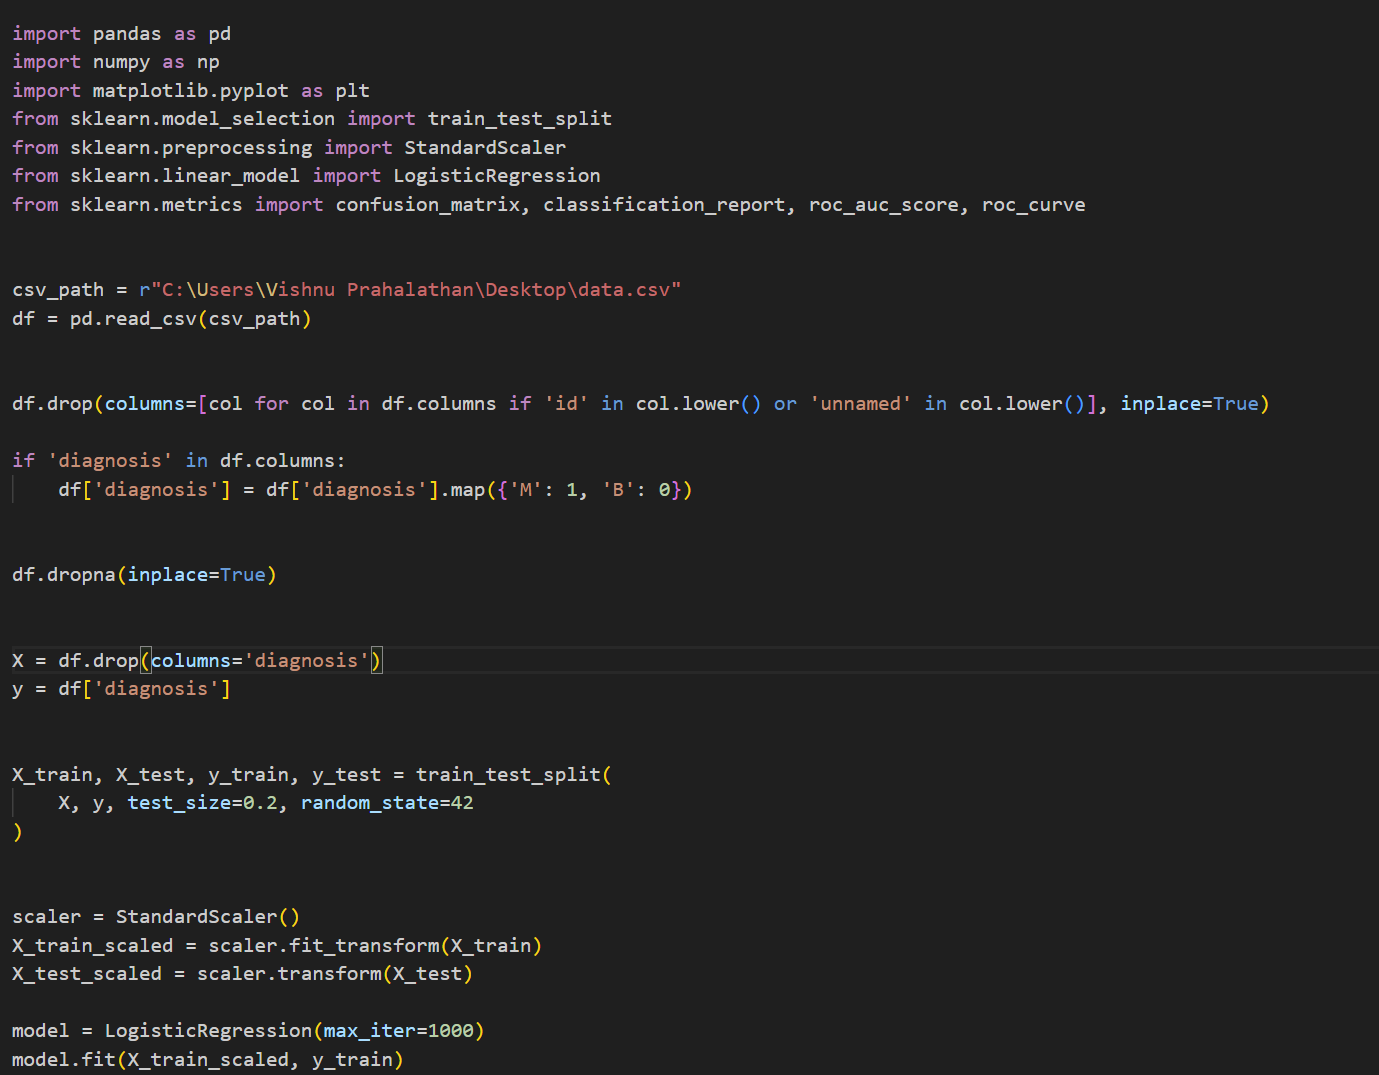 import pandas as pd
import numpy as np
import matplotlib.pyplot as plt
from sklearn.model_selection import train_test_split
from sklearn.preprocessing import StandardScaler
from sklearn.linear_model import LogisticRegression
from sklearn.metrics import confusion_matrix, classification_report, roc_auc_score, roc_curve
csv_path = r"C:\Users\Vishnu Prahalathan\Desktop\data.csv"
df = pd.read_csv(csv_path)
df.drop(columns=[col for col in df.columns if 'id' in col.lower() or 'unnamed' in col.lower()], inplace=True)
if 'diagnosis' in df.columns:
    df['diagnosis'] = df['diagnosis'].map({'M': 1, 'B': 0})
df.dropna(inplace=True)
X = df.drop(columns='diagnosis')
y = df['diagnosis']
X_train, X_test, y_train, y_test = train_test_split(
    X, y, test_size=0.2, random_state=42
)
scaler = StandardScaler()
X_train_scaled = scaler.fit_transform(X_train)
X_test_scaled = scaler.transform(X_test)
model = LogisticRegression(max_iter=1000)
model.fit(X_train_scaled, y_train)